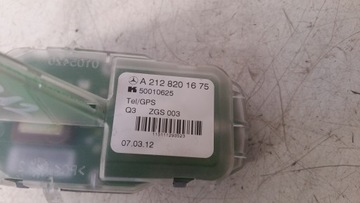 A 212 820 16 75
50010625
Tel/GPS
Q3 ZGS 003
07.03.12